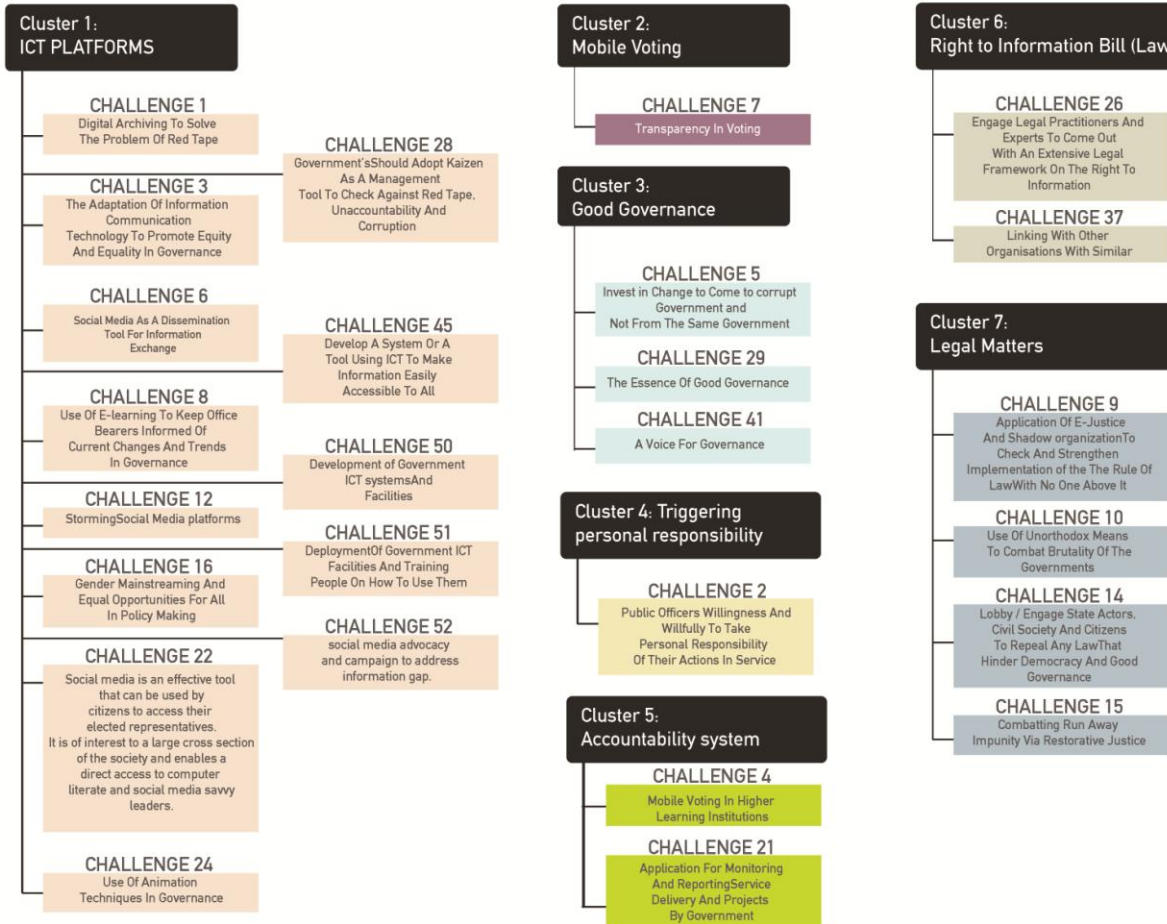 Cluster 1:
ICT PLATFORMS
CHALLENGE 1
Digital Archiving To Solve
The Problem Of Red Tape
CHALLENGE 3
The Adaptation Of Information
Communication
Technology To Promote Equity
And Equality In Governance
CHALLENGE 6
Social Media As A Dissemination
Tool For Information
Exchange
CHALLENGE 8
Use Of E-learning To Keep Office
Bearers Informed Of
Current Changes And Trends
In Governance
CHALLENGE 12
StormingSocial Media platforms
CHALLENGE 16
Gender Mainstreaming And
Equal Opportunities For All
In Policy Making
CHALLENGE 22
Social media is an effective tool
that can be used by
citizens to access their
elected representatives.
It is of interest to a large cross section
of the society and enables a
direct access to computer
literate and social media savvy
leaders.
CHALLENGE 24
Use Of Animation
Techniques In Governance
CHALLENGE 28
Government'sShould Adopt Kaizen
As A Management
Tool To Check Against Red Tape,
Unaccountability And
Corruption
CHALLENGE 45
Develop A System Or A
Tool Using ICT To Make
Information Easily
Accessible To All
CHALLENGE 50
Development of Government
ICT systemsAnd
Facilities
CHALLENGE 51
DeploymentOf Government ICT
Facilities And Training
People On How To Use Them
CHALLENGE 52
social media advocacy
and campaign to address
information gap.
Cluster 2:
Mobile Voting
CHALLENGE 7
Transparency In Voting
Cluster 3:
Good Governance
CHALLENGE 5
Invest in Change to Come to corrupt
Government and
Not From The Same Government
CHALLENGE 29
The Essence Of Good Governance
CHALLENGE 41
A Voice For Governance
Cluster 4: Triggering
personal responsibility
CHALLENGE 2
Public Officers Willingness And
Willfully To Take
Personal Responsibility
Of Their Actions In Service
Cluster 5:
Accountability system
CHALLENGE 4
Mobile Voting In Higher
Learning Institutions
CHALLENGE 21
Application For Monitoring
And ReportingService
Delivery And Projects
By Government
Cluster 6:
Right to Information Bill (Law
CHALLENGE 26
Engage Legal Practitioners And
Experts To Come Out
With An Extensive Legal
Framework On The Right To
Information
CHALLENGE 37
Linking With Other
Organisations With Similar
Cluster 7:
Legal Matters
CHALLENGE 9
Application Of E-Justice
And Shadow organizationTo
Check And Strengthen
Implementation of the The Rule Of
LawWith No One Above It
CHALLENGE 10
Use Of Unorthodox Means
To Combat Brutality Of The
Governments
CHALLENGE 14
Lobby / Engage State Actors,
Civil Society And Citizens
To Repeal Any LawThat
Hinder Democracy And Good
Governance
CHALLENGE 15
Combatting Run Away
Impunity Via Restorative Justice